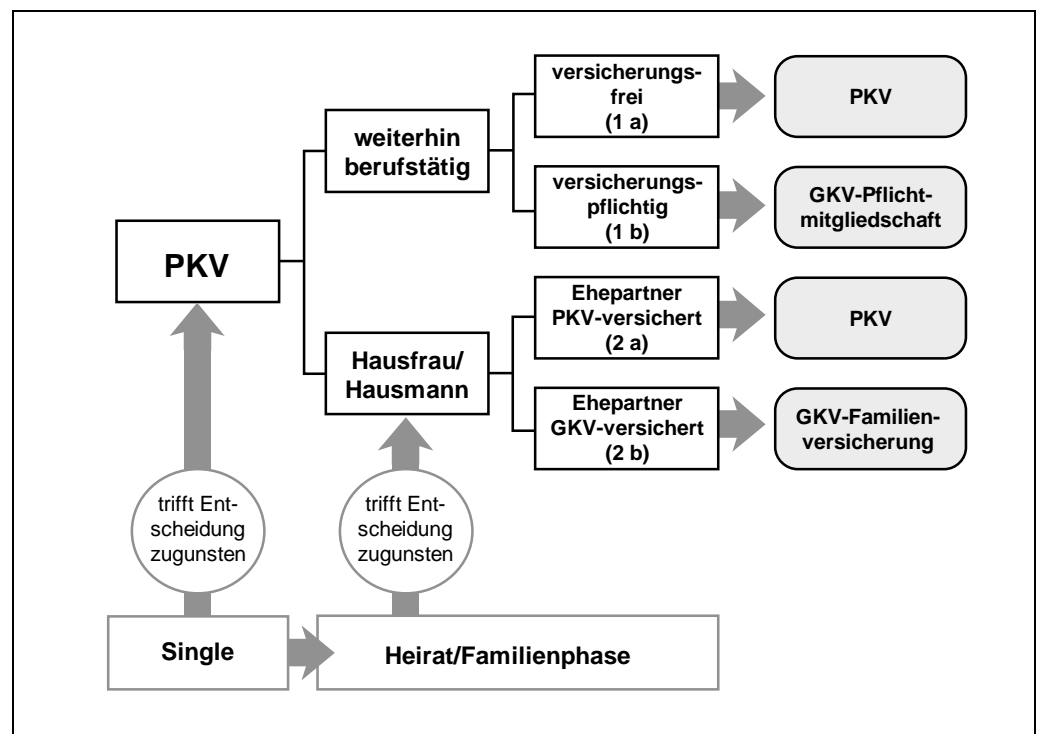 versicherungs-
frei
(1 a)
PKV
weiterhin
berufstätig
versicherungs-
pflichtig
(1 b)
GKV-Pflicht-
mitgliedschaft
PKV
Ehepartner
PKV-versichert
(2 a)
PKV
Hausfrau/
Hausmann
Ehepartner
GKV-versichert
(2 b)
GKV-Familien-
versicherung
trifft Ent-
scheidung
zugunsten
trifft Ent-
scheidung
zugunsten
Single
Heirat/Familienphase